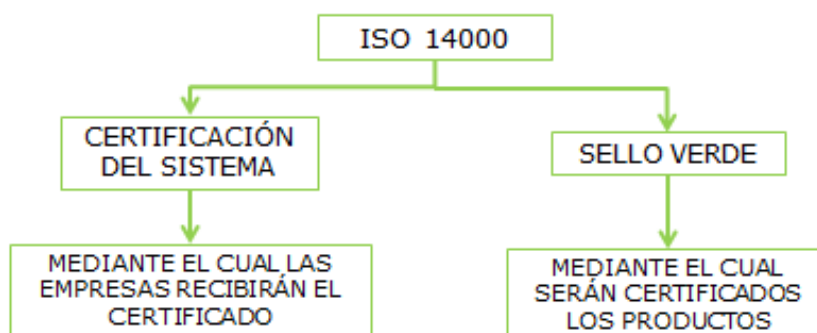 ISO 14000
CERTIFICACIÓN
DEL SISTEMA
SELLO VERDE
MEDIANTE EL CUAL LAS
EMPRESAS RECIBIRÁN EL
CERTIFICADO
MEDIANTE EL CUAL
SERÁN CERTIFICADOS
LOS PRODUCTOS